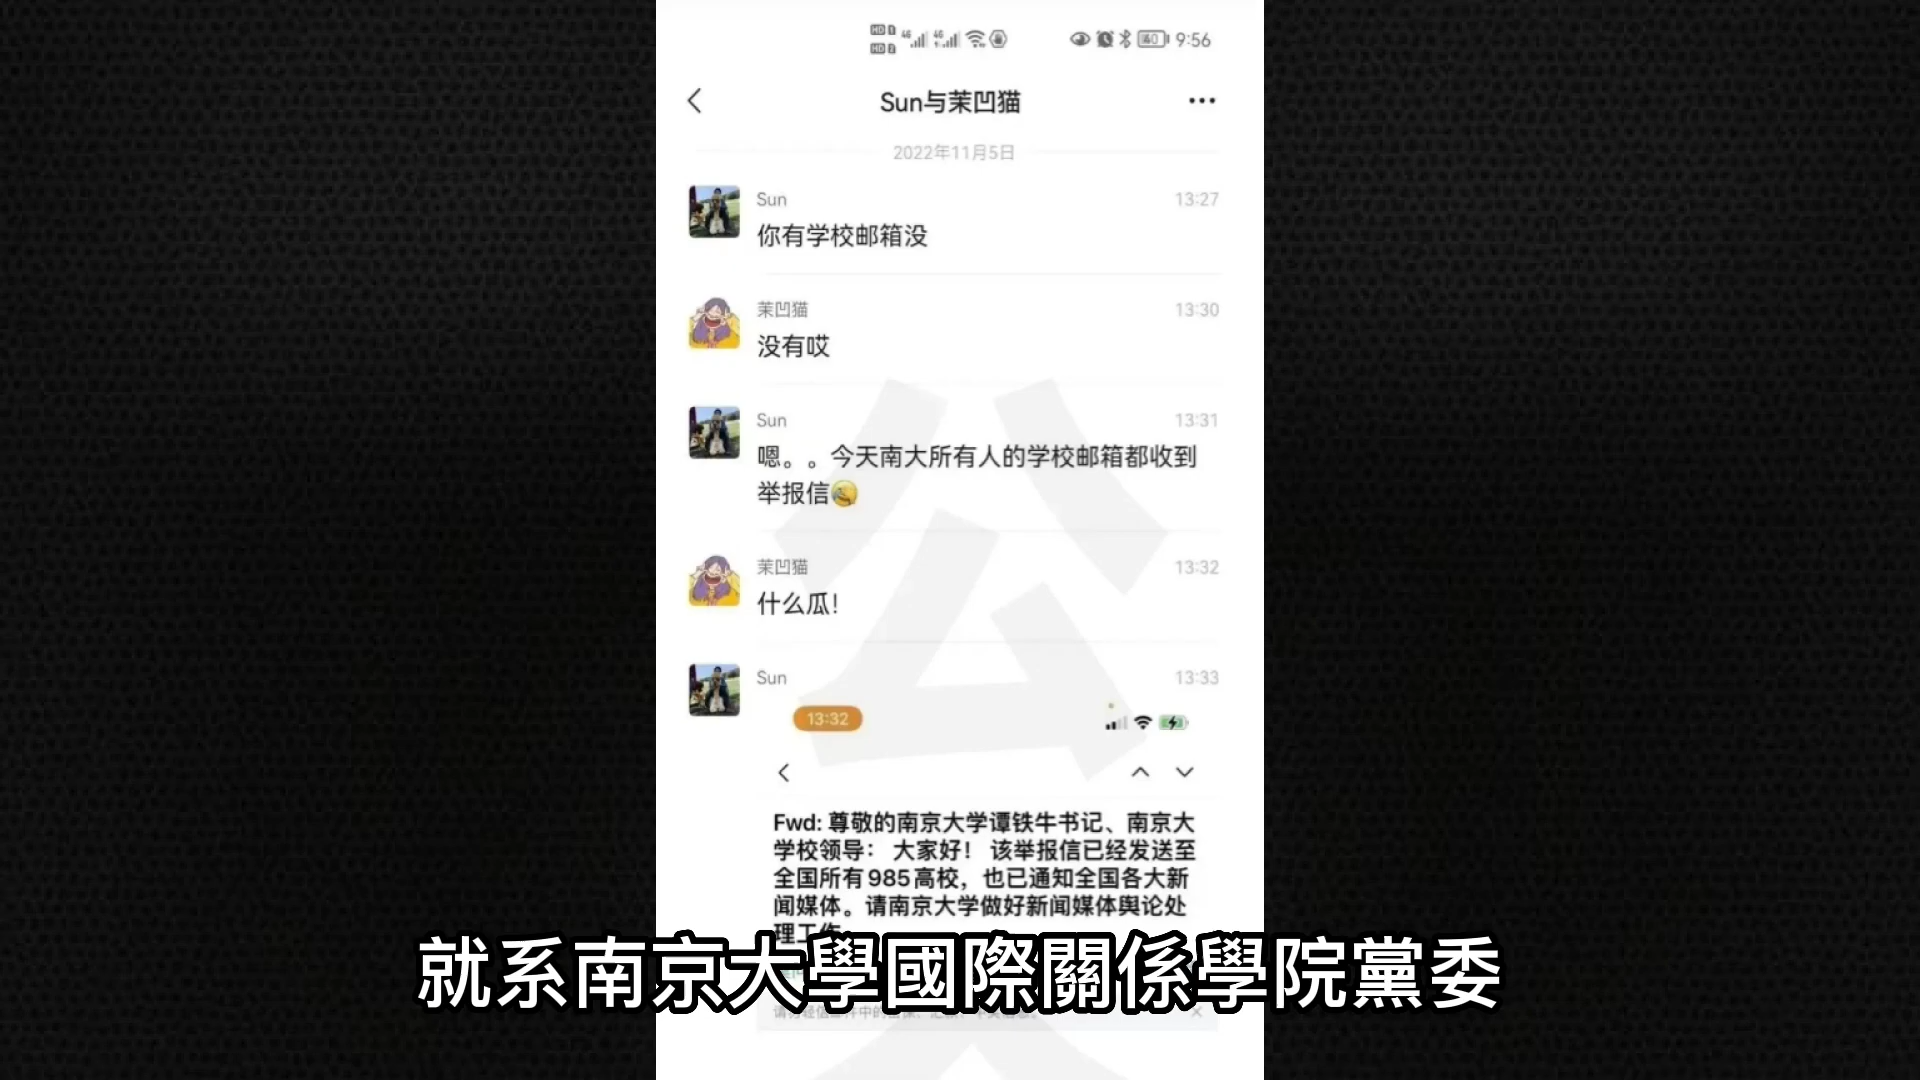 9:56
Sun与茉凹猫
2022年11月5日
Sun 13:27
你有学校邮箱没
茉凹猫 13:30
没有哎
Sun 13:31
嗯。。今天南大所有人的学校邮箱都收到
举报信
茉凹猫 13:32
什么瓜！
Sun 13:33
13:32
Fwd: 尊敬的南京大学谭铁牛书记、南京大
学校领导： 大家好！ 该举报信已经发送至
全国所有985高校，也已通知全国各大新
闻媒体。请南京大学做好新闻媒体舆论处
理工作
就系南京大學國際關係學院黨委
公